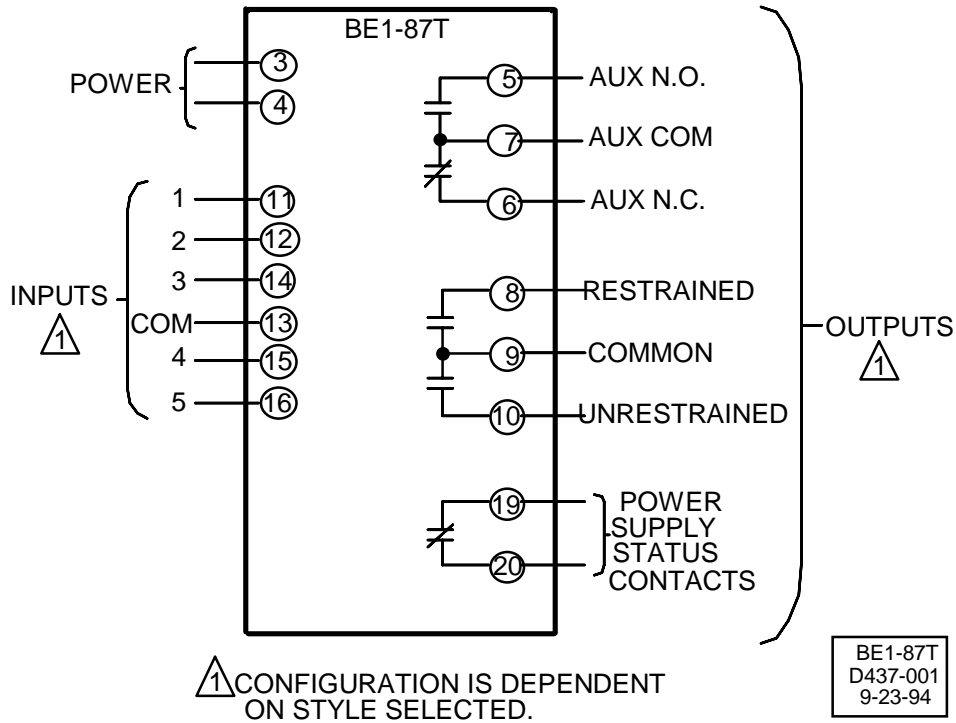 BE1-87T
POWER
3
4
5 AUX N.O.
7 AUX COM
6 AUX N.C.
INPUTS
1
1 11
2 12
3 14
COM 13
4 15
5 16
8 RESTRAINED
9 COMMON
10 UNRESTRAINED
OUTPUTS
1
19
20
POWER
SUPPLY
STATUS
CONTACTS
1 CONFIGURATION IS DEPENDENT
ON STYLE SELECTED.
BE1-87T
D437-001
9-23-94